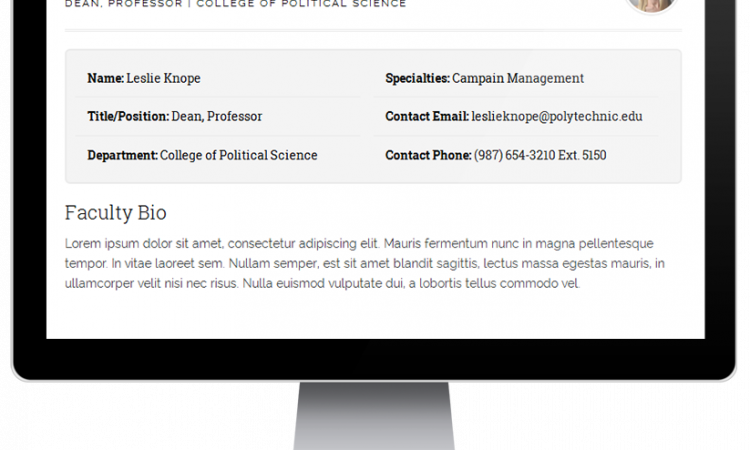 DEAN, PROFESSOR | COLLEGE OF POLITICAL SCIENCE
Name: Leslie Knope
Specialties: Campain Management
Title/Position: Dean, Professor
Contact Email: leslieknope@polytechnic.edu
Department: College of Political Science
Contact Phone: (987) 654-3210 Ext. 5150
Faculty Bio
Lorem ipsum dolor sit amet, consectetur adipiscing elit. Mauris fermentum nunc in magna pellentesque
tempor. In vitae laoreet sem. Nullam semper, est sit amet blandit sagittis, lectus massa egestas mauris, in
ullamcorper velit nisi nec risus. Nulla euismod vulputate dui, a lobortis tellus commodo vel.